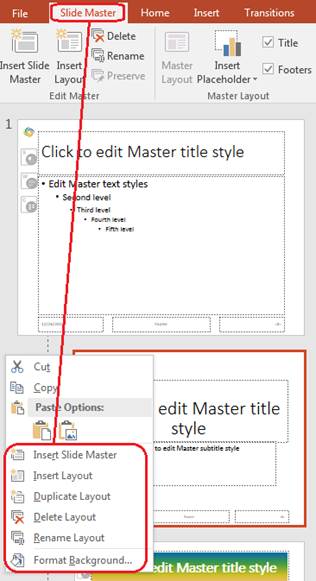 File Slide Master Home Insert Transitions
Insert Slide Master
Insert Layout
Delete
Rename
Preserve
Edit Master
Master Layout
Insert Placeholder
Title
Footers
Master Layout
1
Click to edit Master title style
• Edit Master text styles
• Second level
• Third level
• Fourth level
• Fifth level
Footer
Cut
Copy
Paste Options:
Insert Slide Master
Insert Layout
Duplicate Layout
Delete Layout
Rename Layout
Format Background...
edit Master title
style
to edit Master subtitle style
edit Master title style